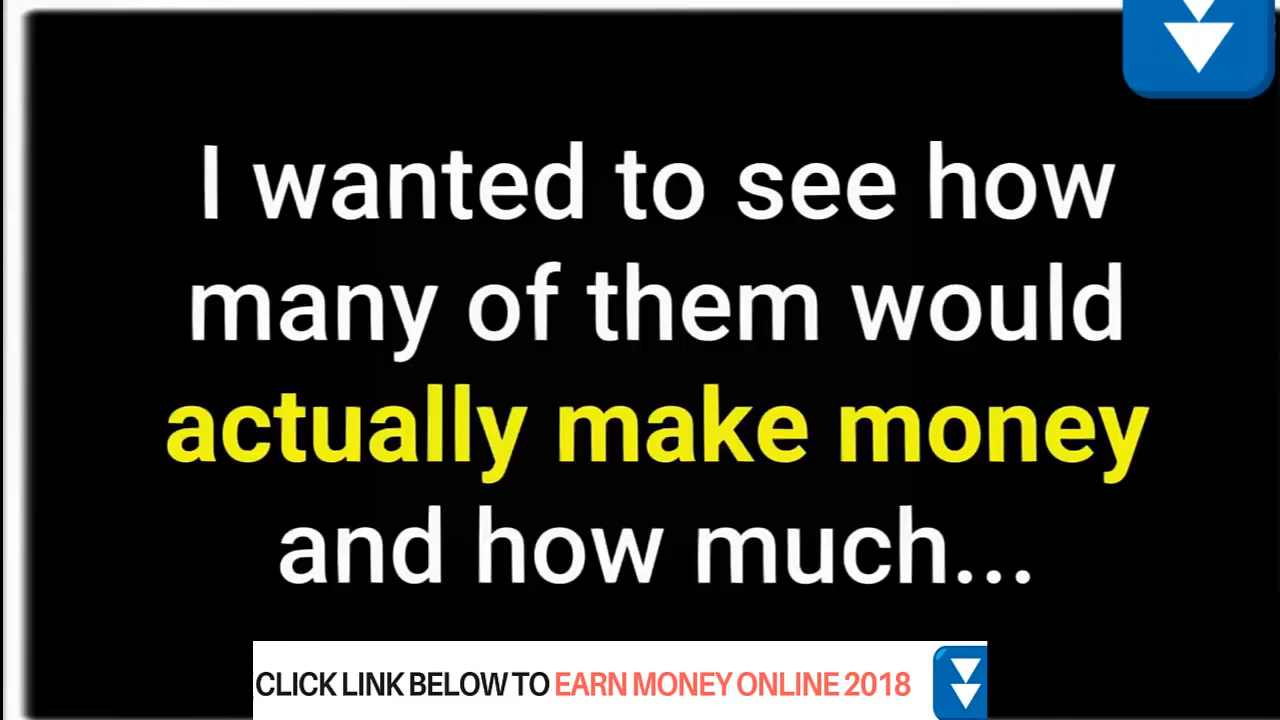 I wanted to see how
many of them would
actually make money
and how much...
CLICK LINK BELOW TO EARN MONEY ONLINE 2018